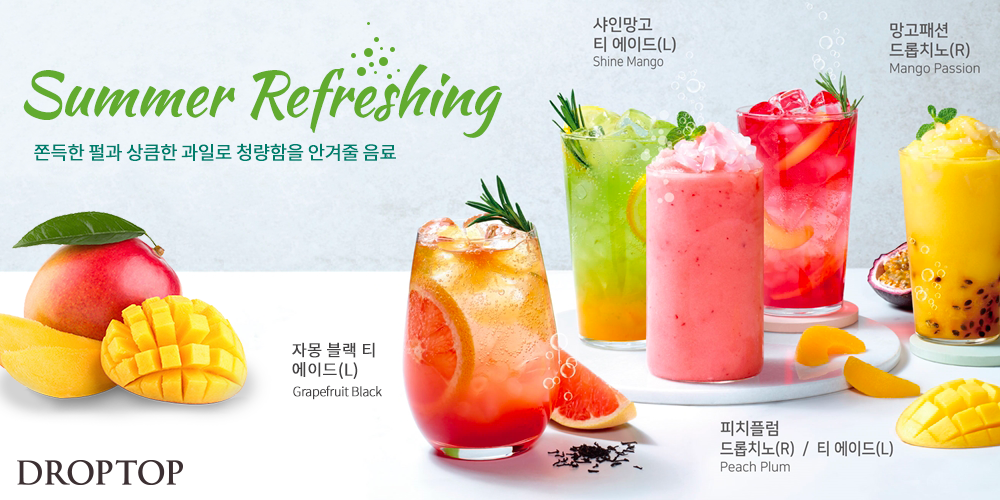 Summer Refreshing
쫀득한 펄과 상큼한 과일로 청량함을 안겨줄 음료
샤인망고
티 에이드(L)
Shine Mango
망고패션
드롭치노(R)
Mango Passion
자몽 블랙 티
에이드(L)
Grapefruit Black
피치플럼
드롭치노(R) / 티 에이드(L)
Peach Plum
DROPTOP